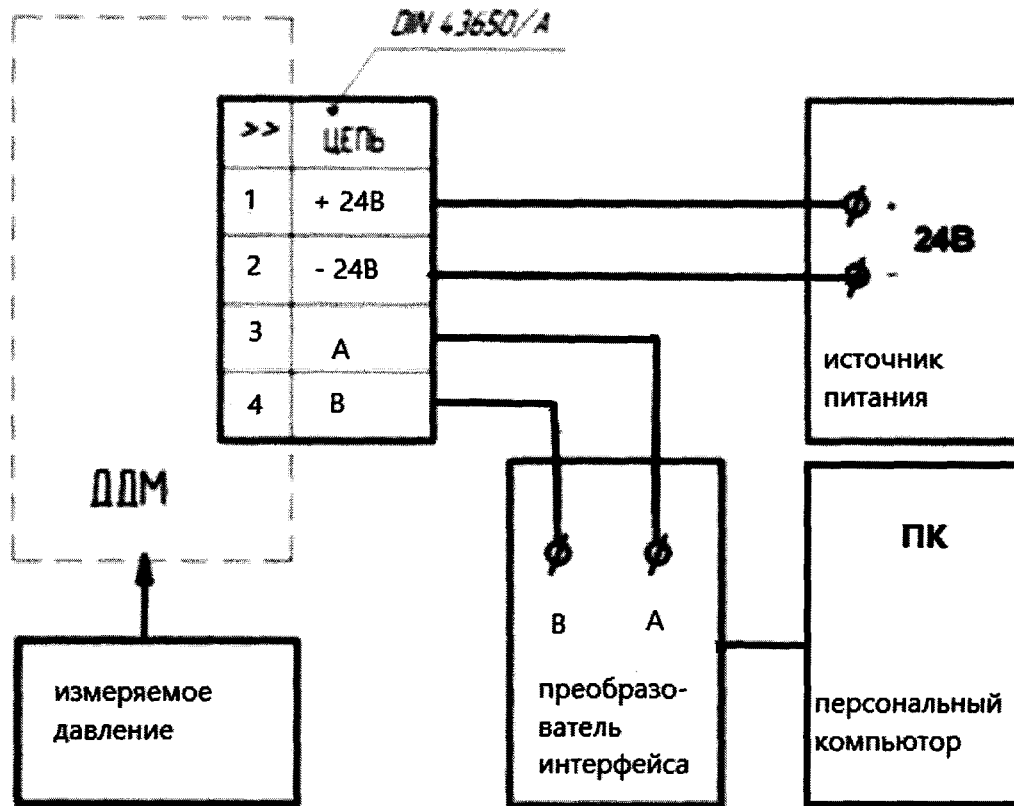 DIN 43650/A
>> ЦЕПЬ
1 + 24В
2 - 24В
3 А
4 В
ДДМ
+
24В
-
источник
питания
ПК
персональный
компьютор
В А
преобразо-
ватель
интерфейса
измеряемое
давление